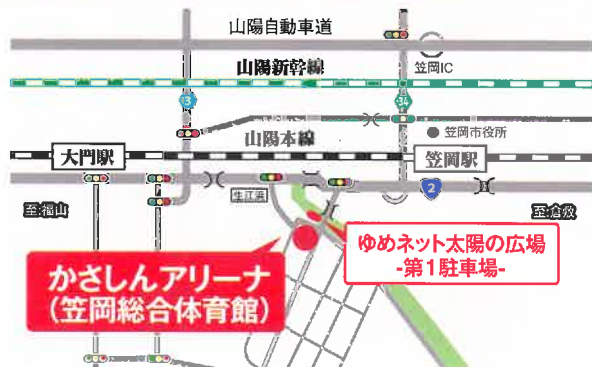 山陽自動車道
山陽新幹線
笠岡IC
13
34
笠岡市役所
山陽本線
大門駅
笠岡駅
2
生江浜
至:福山
至:倉敷
ゆめネット太陽の広場
-第1駐車場-
かさしんアリーナ
(笠岡総合体育館)